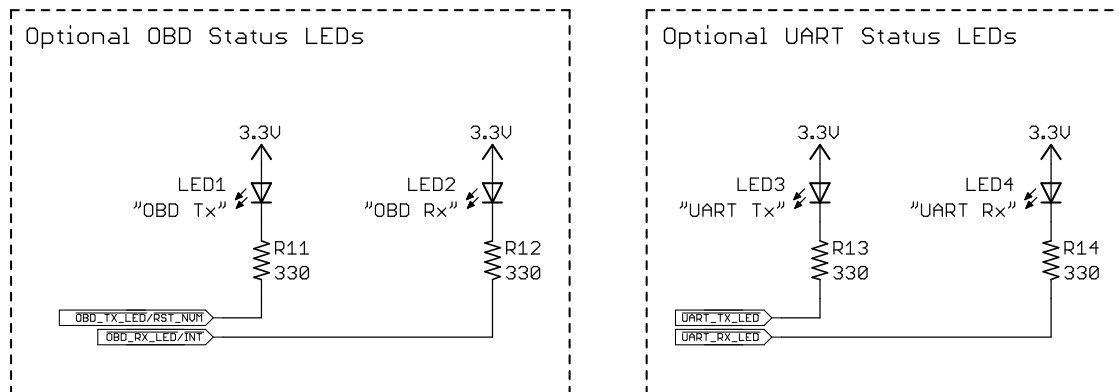 Optional OBD Status LEDs
3.3V
LED1
"OBD Tx"
R11
330
3.3V
LED2
"OBD Rx"
R12
330
OBD_TX_LED/RST_NVM
OBD_RX_LED/INT
Optional UART Status LEDs
3.3V
LED3
"UART Tx"
R13
330
3.3V
LED4
"UART Rx"
R14
330
UART_TX_LED
UART_RX_LED